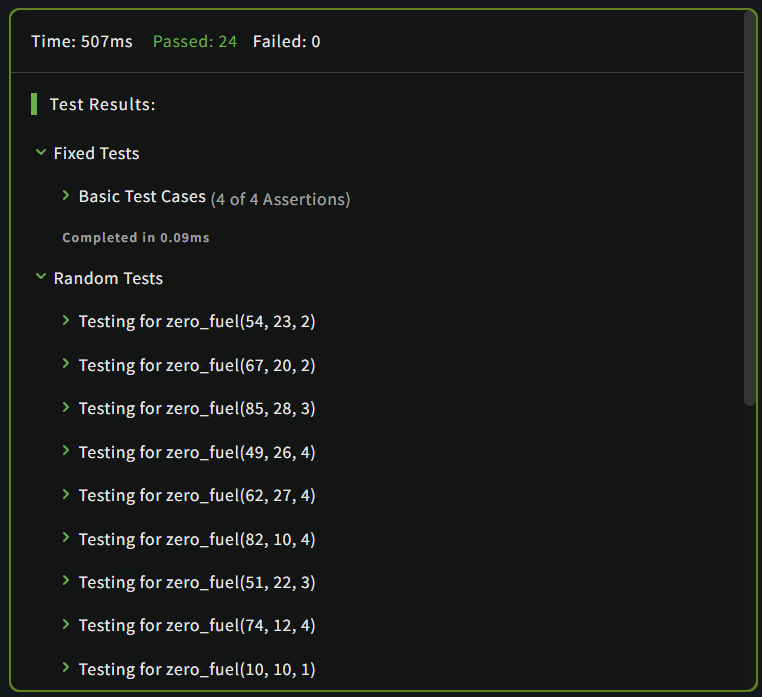 Time: 507ms Passed: 24 Failed: 0
Test Results:
Fixed Tests
Basic Test Cases (4 of 4 Assertions)
Completed in 0.09ms
Random Tests
Testing for zero_fuel(54, 23, 2)
Testing for zero_fuel(67, 20, 2)
Testing for zero_fuel(85, 28, 3)
Testing for zero_fuel(49, 26, 4)
Testing for zero_fuel(62, 27, 4)
Testing for zero_fuel(82, 10, 4)
Testing for zero_fuel(51, 22, 3)
Testing for zero_fuel(74, 12, 4)
Testing for zero_fuel(10, 10, 1)